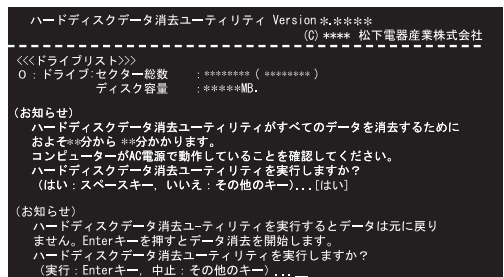 ハードディスクデータ消去ユーティリティ Version *.****
(C) **** 松下電器産業株式会社
<<<ドライブリスト>>>
0：ドライブ:セクター総数　：******** ( ******** )
ディスク容量　：*****MB.
(お知らせ)
ハードディスクデータ消去ユーティリティがすべてのデータを消去するために
およそ**分から **分かかります。
コンピューターがAC電源で動作していることを確認してください。
ハードディスクデータ消去ユーティリティを実行しますか？
(はい：スペースキー, いいえ：その他のキー)...[はい]
(お知らせ)
ハードディスクデータ消去ユーティリティを実行するとデータは元に戻り
ません。Enterキーを押すとデータ消去を開始します。
ハードディスクデータ消去ユーティリティを実行しますか？
(実行：Enterキー, 中止：その他のキー)..._